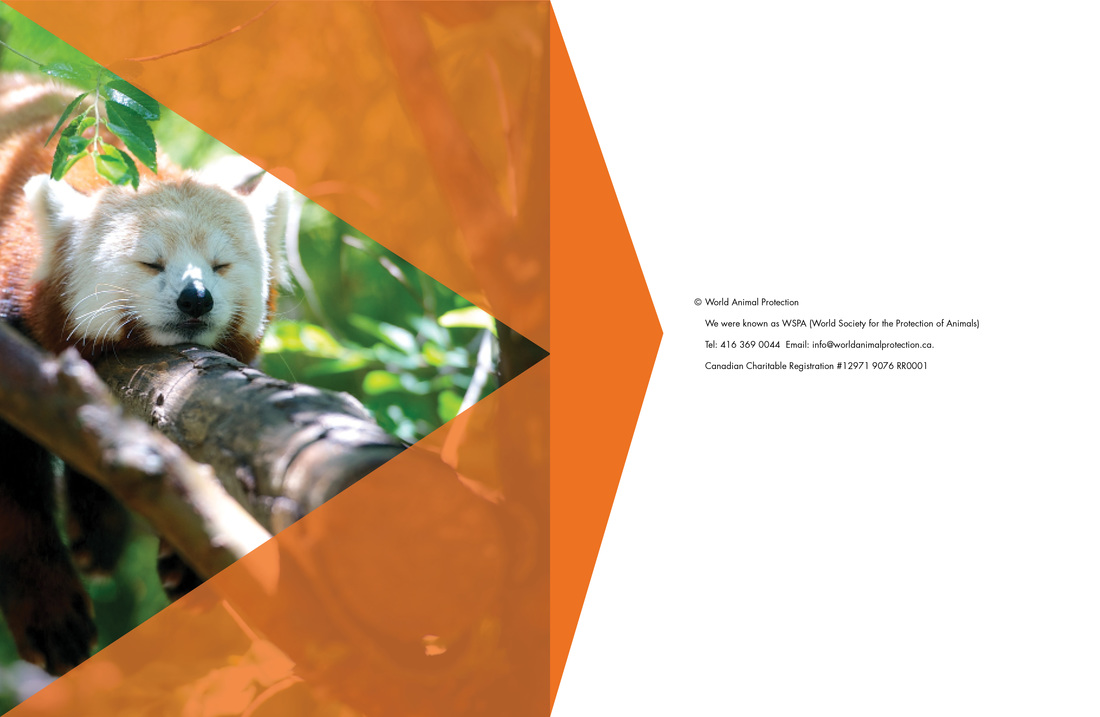 © World Animal Protection
We were known as WSPA (World Society for the Protection of Animals)
Tel: 416 369 0044 Email: info@worldanimalprotection.ca.
Canadian Charitable Registration #12971 9076 RR0001